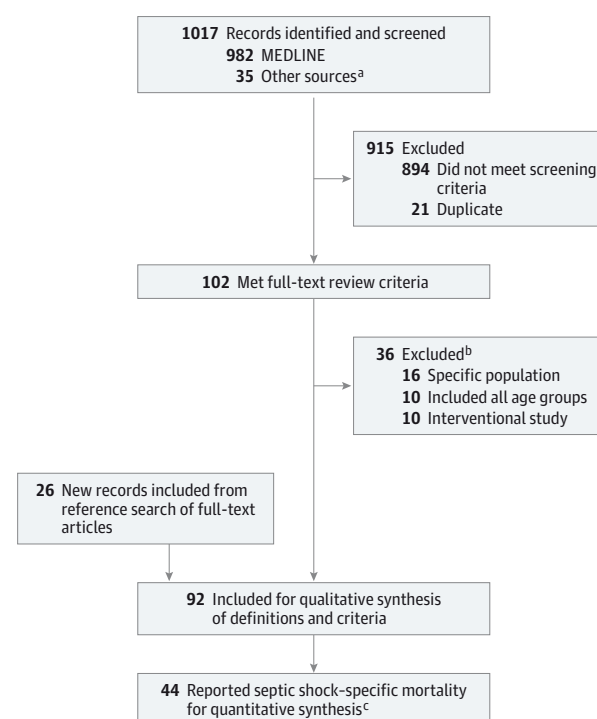 1017 Records identified and screened
982 MEDLINE
35 Other sourcesᵃ
915 Excluded
894 Did not meet screening
criteria
21 Duplicate
102 Met full-text review criteria
36 Excludedᵇ
16 Specific population
10 Included all age groups
10 Interventional study
26 New records included from
reference search of full-text
articles
92 Included for qualitative synthesis
of definitions and criteria
44 Reported septic shock–specific mortality
for quantitative synthesisᶜ